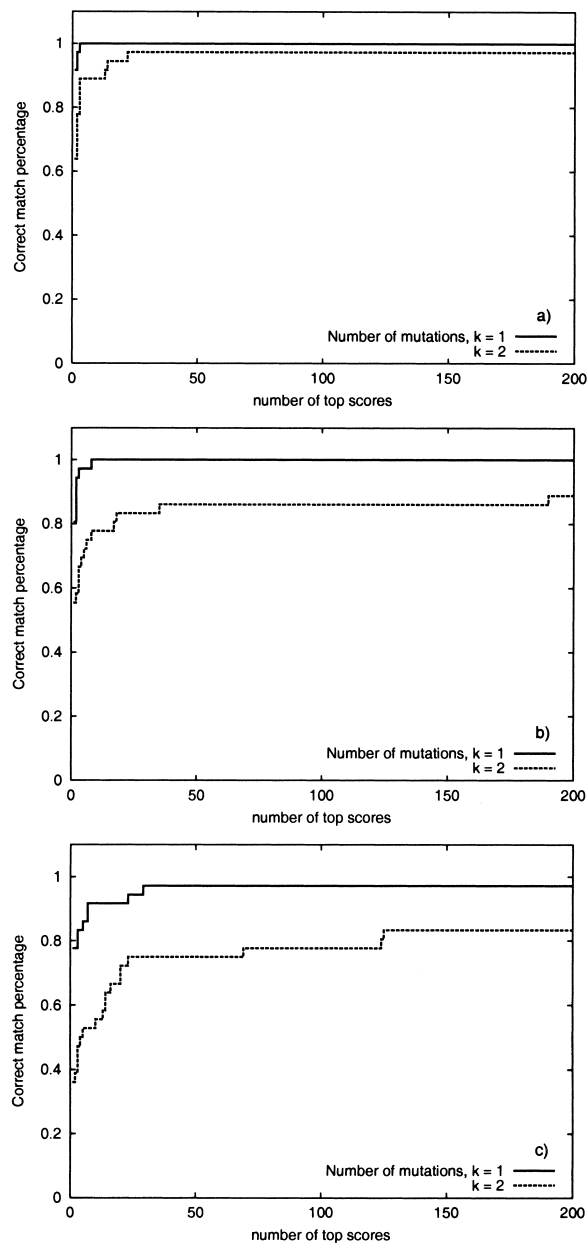 1
0.8
0.6
0.4
0.2
0
Correct match percentage
a)
Number of mutations, k = 1
k = 2
0 50 100 150 200
number of top scores
1
0.8
0.6
0.4
0.2
0
Correct match percentage
b)
Number of mutations, k = 1
k = 2
0 50 100 150 200
number of top scores
1
0.8
0.6
0.4
0.2
0
Correct match percentage
c)
Number of mutations, k = 1
k = 2
0 50 100 150 200
number of top scores